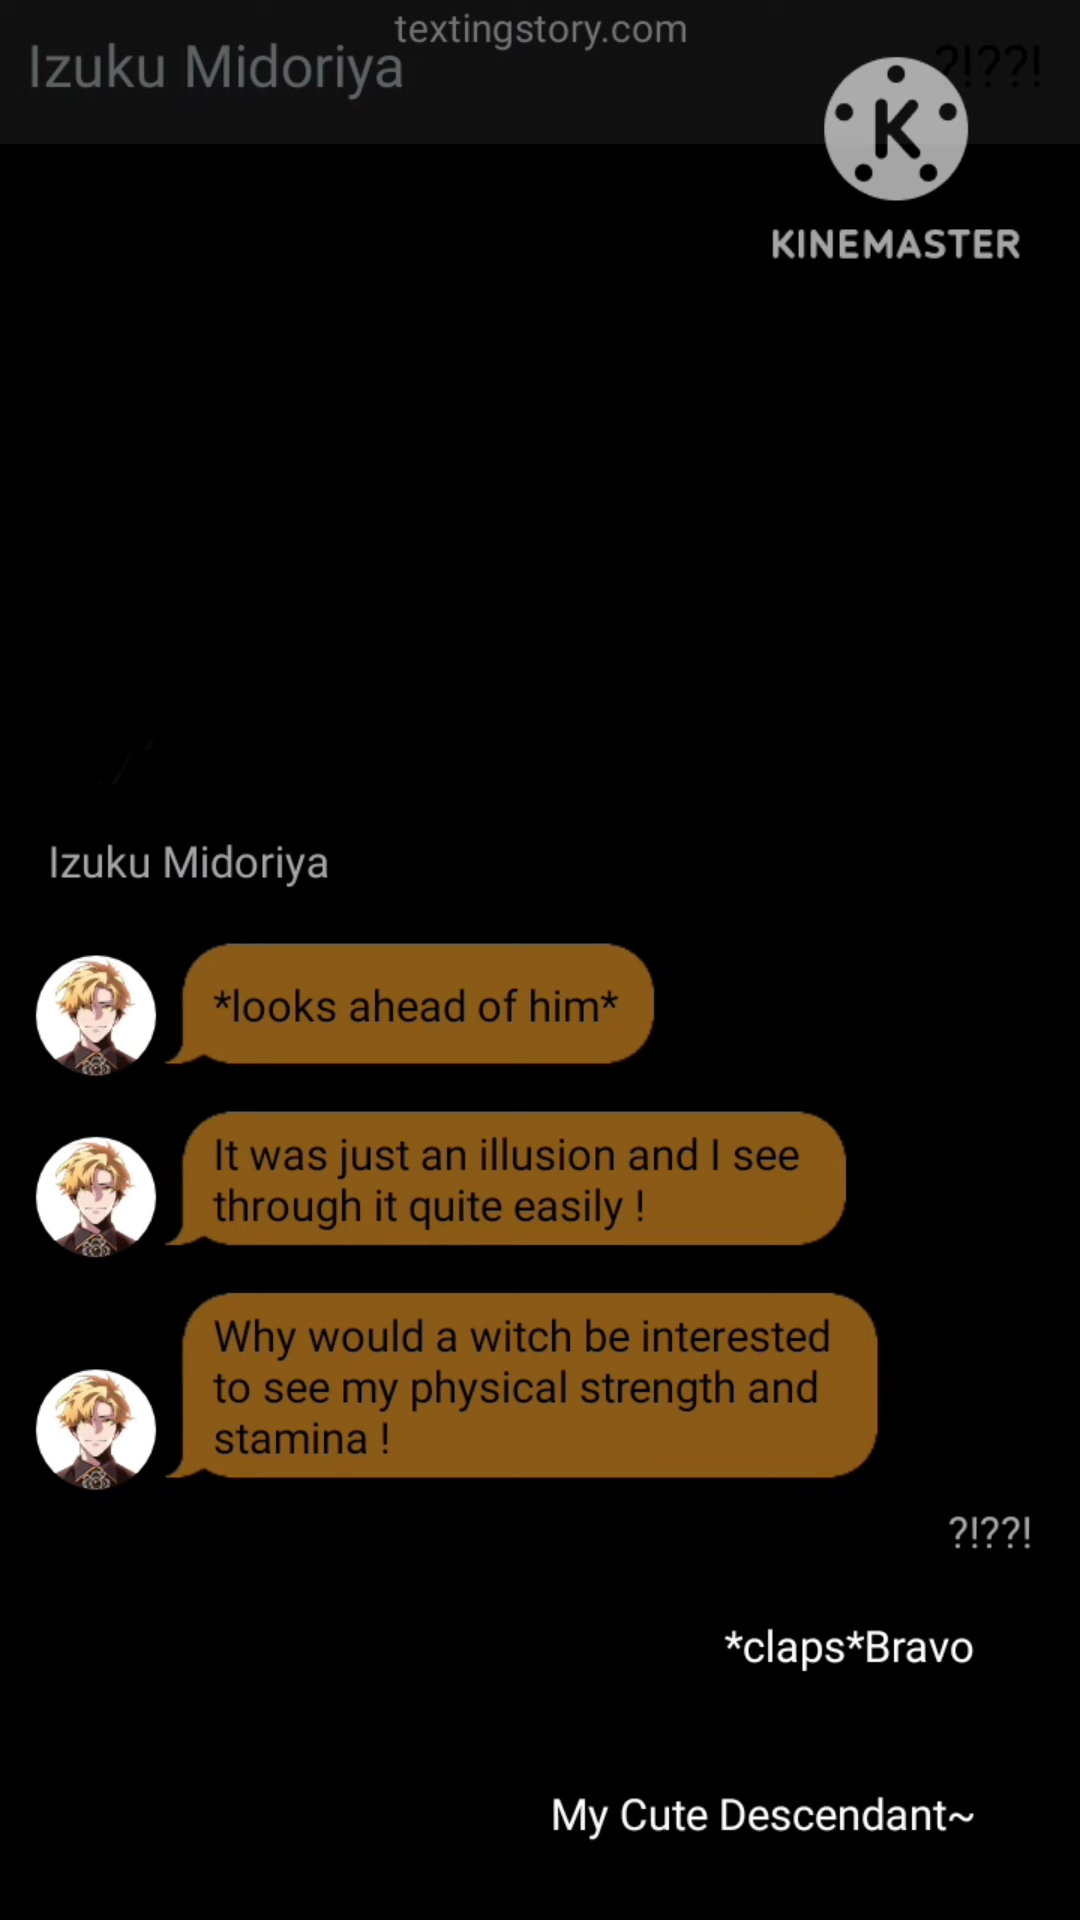 textingstory.com
Izuku Midoriya
?!??!
K
KINEMASTER
Izuku Midoriya
*looks ahead of him*
It was just an illusion and I see
through it quite easily !
Why would a witch be interested
to see my physical strength and
stamina !
?!??!
*claps*Bravo
My Cute Descendant~